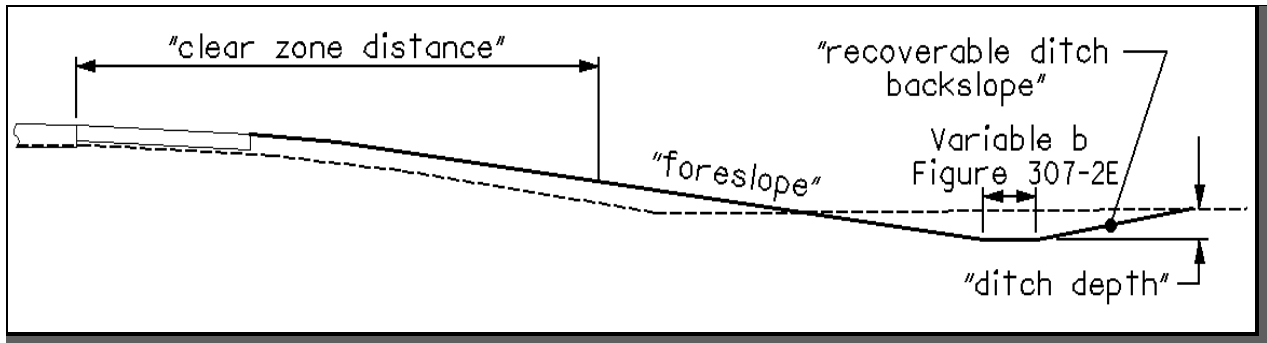 "clear zone distance"
"recoverable ditch
backslope"
Variable b
Figure 307-2E
"foreslope"
"ditch depth"